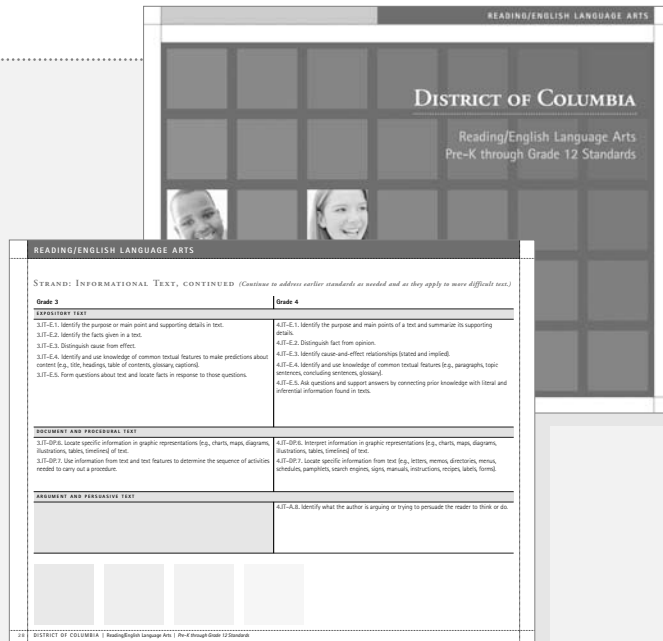 READING/ENGLISH LANGUAGE ARTS
DISTRICT OF COLUMBIA
Reading/English Language Arts
Pre-K through Grade 12 Standards
READING/ENGLISH LANGUAGE ARTS
STRAND: INFORMATIONAL TEXT, CONTINUED (Continue to address earlier standards as needed and as they apply to more difficult text.)
Grade 3
Grade 4
EXPOSITORY TEXT
3.IT-E.1. Identify the purpose or main point and supporting details in text.
3.IT-E.2. Identify the facts given in a text.
3.IT-E.3. Distinguish cause from effect.
3.IT-E.4. Identify and use knowledge of common textual features to make predictions about
content (e.g., title, headings, table of contents, glossary, captions).
3.IT-E.5. Form questions about text and locate facts in response to those questions.
4.IT-E.1. Identify the purpose and main points of a text and summarize its supporting
details.
4.IT-E.2. Distinguish fact from opinion.
4.IT-E.3. Identify cause-and-effect relationships (stated and implied).
4.IT-E.4. Identify and use knowledge of common textual features (e.g., paragraphs, topic
sentences, concluding sentences, glossary).
4.IT-E.5. Ask questions and support answers by connecting prior knowledge with literal and
inferential information found in texts.
DOCUMENT AND PROCEDURAL TEXT
3.IT-DP.6. Locate specific information in graphic representations (e.g., charts, maps, diagrams,
illustrations, tables, timelines) of text.
3.IT-DP.7. Use information from text and text features to determine the sequence of activities
needed to carry out a procedure.
4.IT-DP.6. Interpret information in graphic representations (e.g., charts, maps, diagrams,
illustrations, tables, timelines) of text.
4.IT-DP.7. Locate specific information from text (e.g., letters, memos, directories, menus,
schedules, pamphlets, search engines, signs, manuals, instructions, recipes, labels, forms).
ARGUMENT AND PERSUASIVE TEXT
4.IT-A.8. Identify what the author is arguing or trying to persuade the reader to think or do.
28 DISTRICT OF COLUMBIA | Reading/English Language Arts | Pre-K through Grade 12 Standards